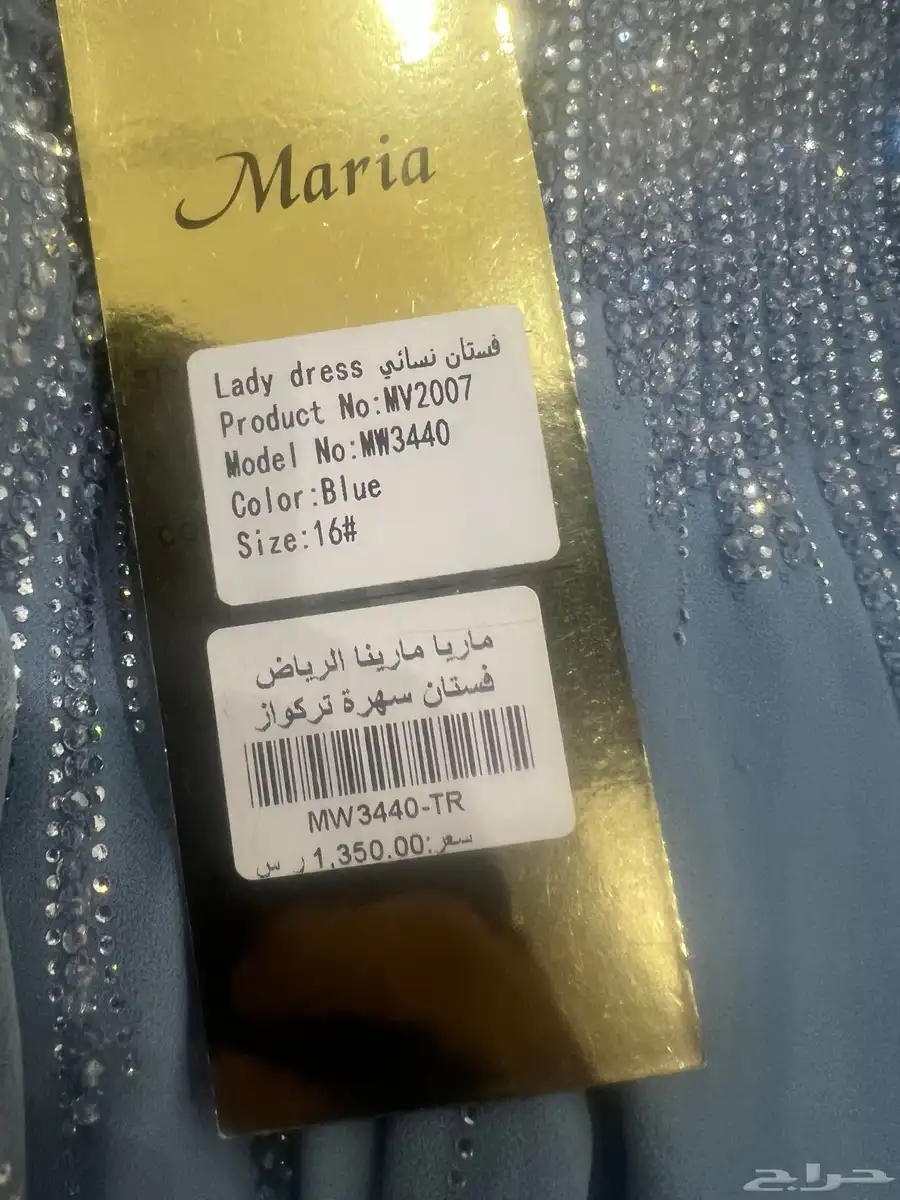 Maria
Lady dress فستان نسائي
Product No:MV2007
Model No:MW3440
Color:Blue
Size:16#
ماريا مارينا الرياض
فستان سهرة تركواز
MW3440-TR
سعر:1,350.00 ر س
حراج